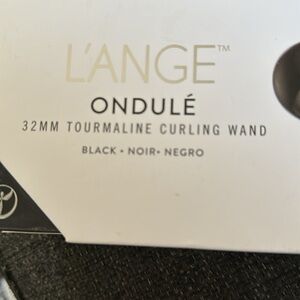 L'ANGE™
ONDULÉ
32MM TOURMALINE CURLING WAND
BLACK • NOIR• NEGRO